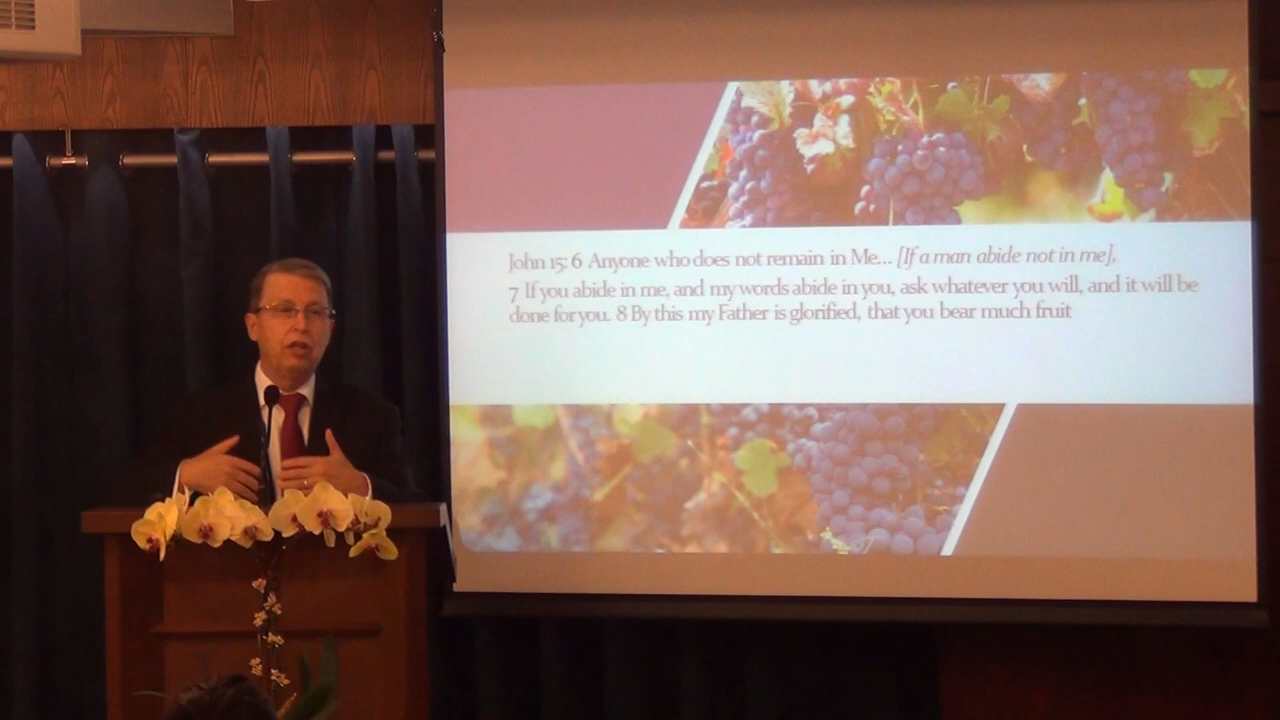 John 15: 6 Anyone who does not remain in Me... [If a man abide not in me],
7 If you abide in me, and my words abide in you, ask whatever you will, and it will be
done for you. 8 By this my Father is glorified, that you bear much fruit